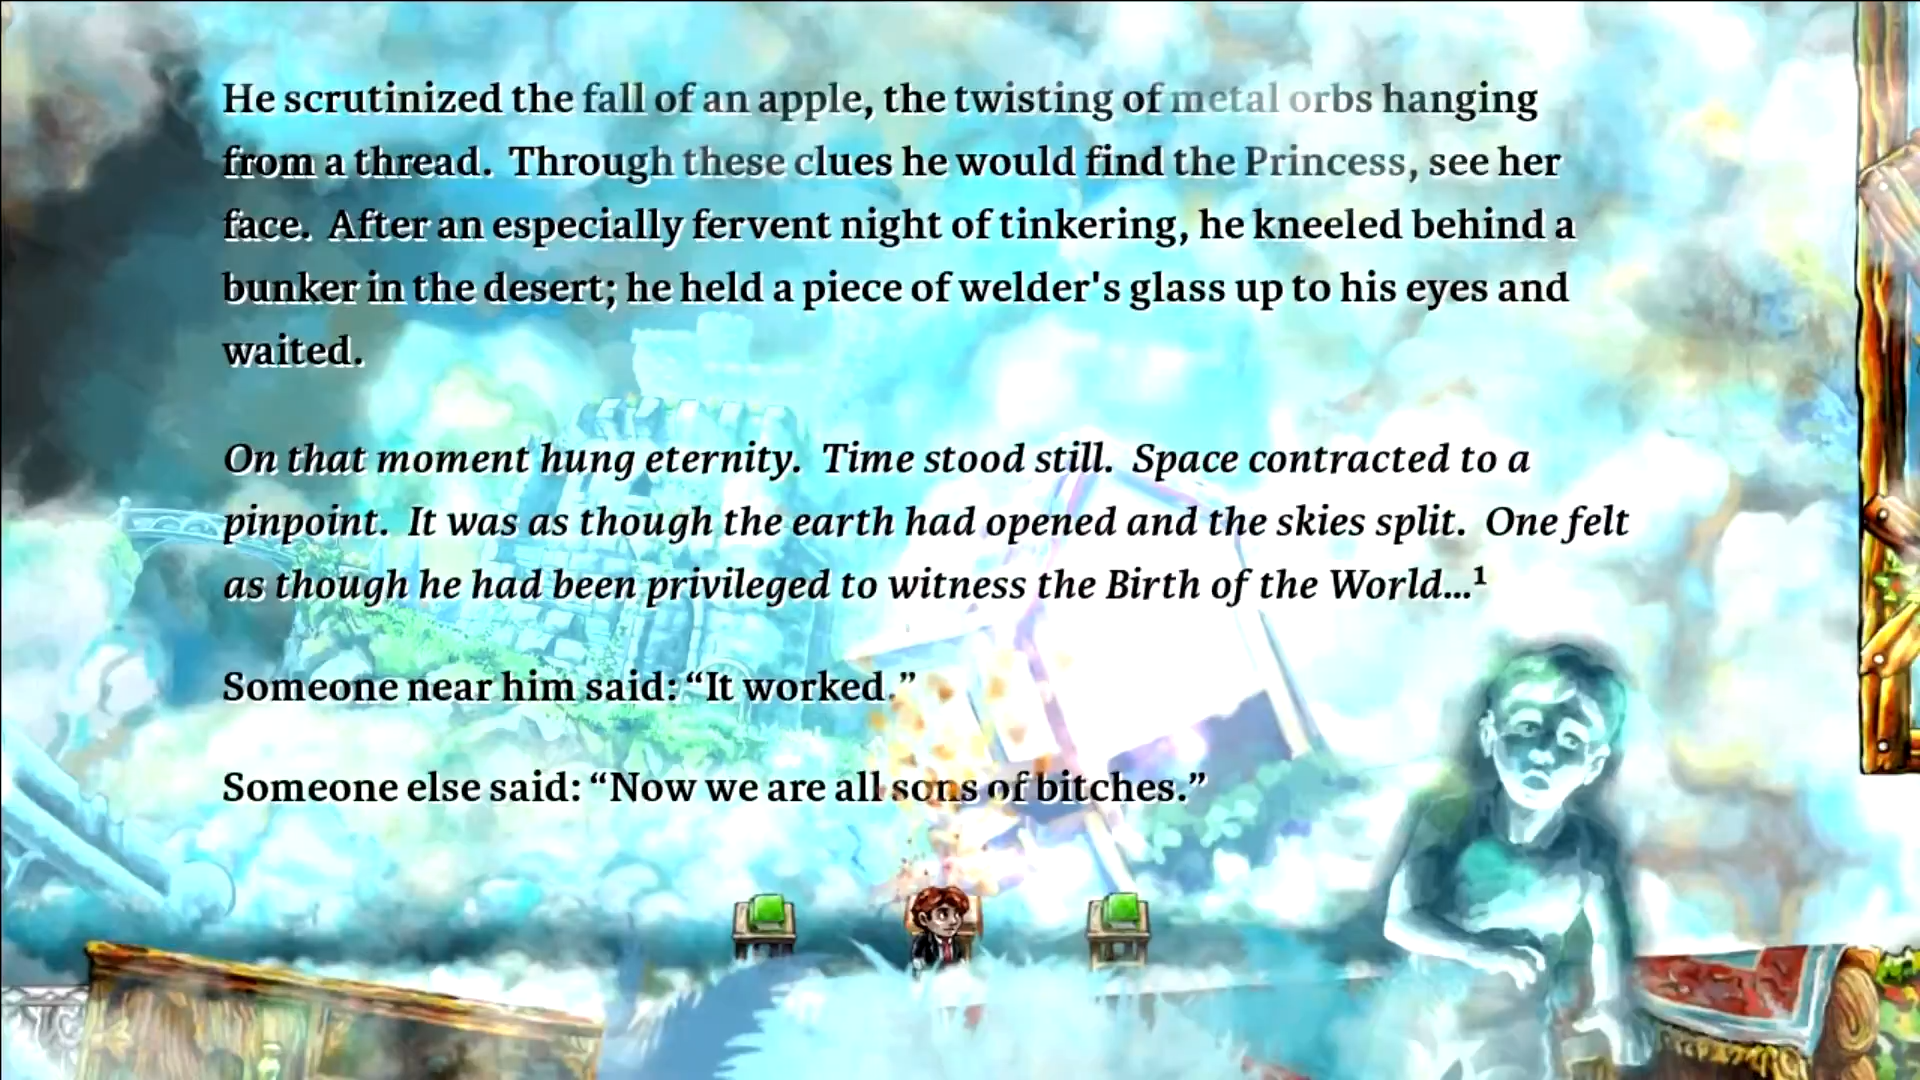 He scrutinized the fall of an apple, the twisting of metal orbs hanging
from a thread.  Through these clues he would find the Princess, see her
face.  After an especially fervent night of tinkering, he kneeled behind a
bunker in the desert; he held a piece of welder's glass up to his eyes and
waited.
On that moment hung eternity.  Time stood still.  Space contracted to a
pinpoint.  It was as though the earth had opened and the skies split.  One felt
as though he had been privileged to witness the Birth of the World...¹
Someone near him said: “It worked.”
Someone else said: “Now we are all sons of bitches.”